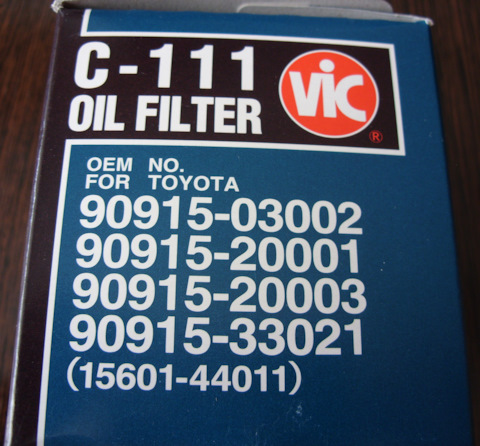 C-111
VIC
OIL FILTER
®
OEM NO.
FOR TOYOTA
90915-03002
90915-20001
90915-20003
90915-33021
(15601-44011)